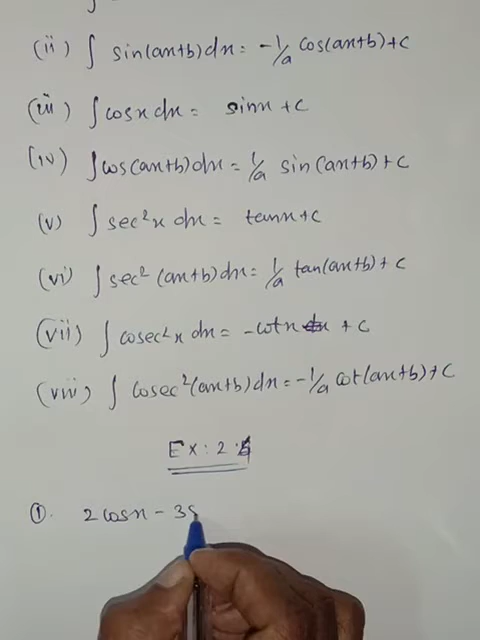 (ii) ∫ sin(ax+b)dx = -1/a cos(ax+b)+c
(iii) ∫ cosx dx = sinx + c
(iv) ∫ cos(ax+b)dx = 1/a sin(ax+b)+c
(v) ∫ sec²x dx = tanx+c
(vi) ∫ sec²(ax+b)dx = 1/a tan(ax+b)+c
(vii) ∫ cosec²x dx = -cotx + c
(viii) ∫ cosec²(ax+b)dx = -1/a cot(ax+b)+c
Ex: 2.
① 2cosx - 3s